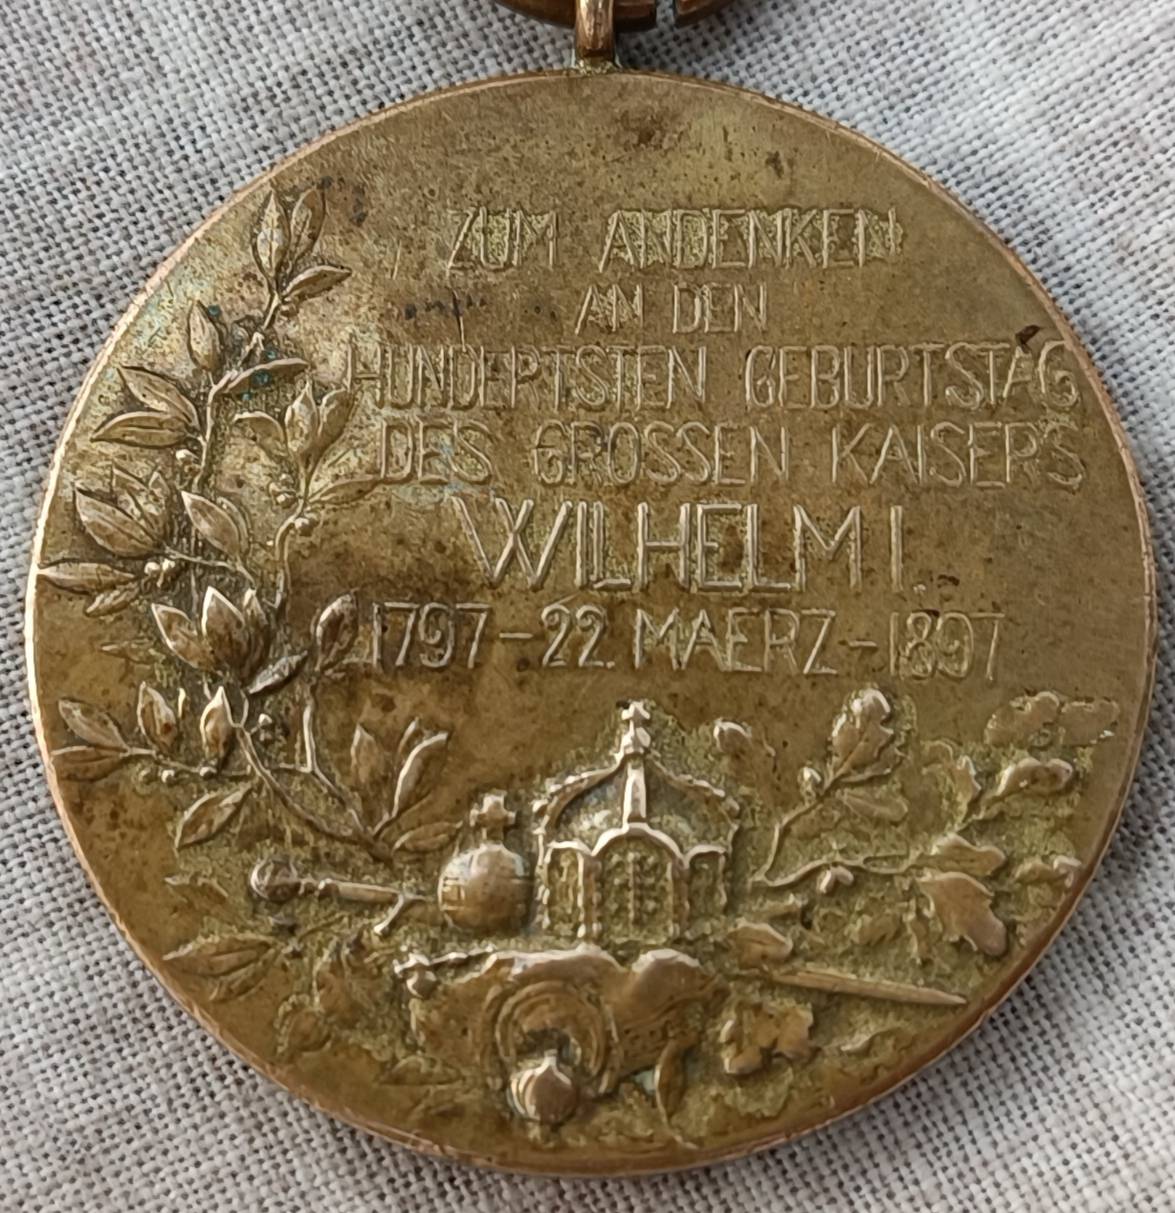 ZUM ANDENKEN
AN DEN
HUNDERTSTEN GEBURTSTAG
DES GROSSEN KAISERS
WILHELM I.
1797-22. MAERZ-1897